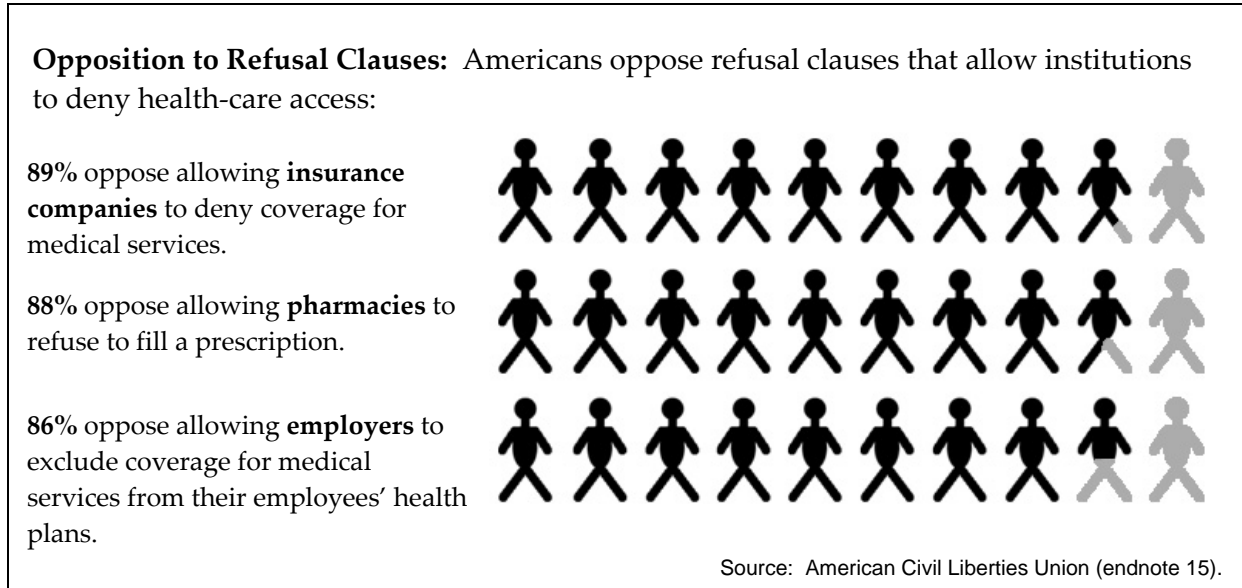 Opposition to Refusal Clauses: Americans oppose refusal clauses that allow institutions
to deny health-care access:
89% oppose allowing insurance
companies to deny coverage for
medical services.
88% oppose allowing pharmacies to
refuse to fill a prescription.
86% oppose allowing employers to
exclude coverage for medical
services from their employees’ health
plans.
Source: American Civil Liberties Union (endnote 15).